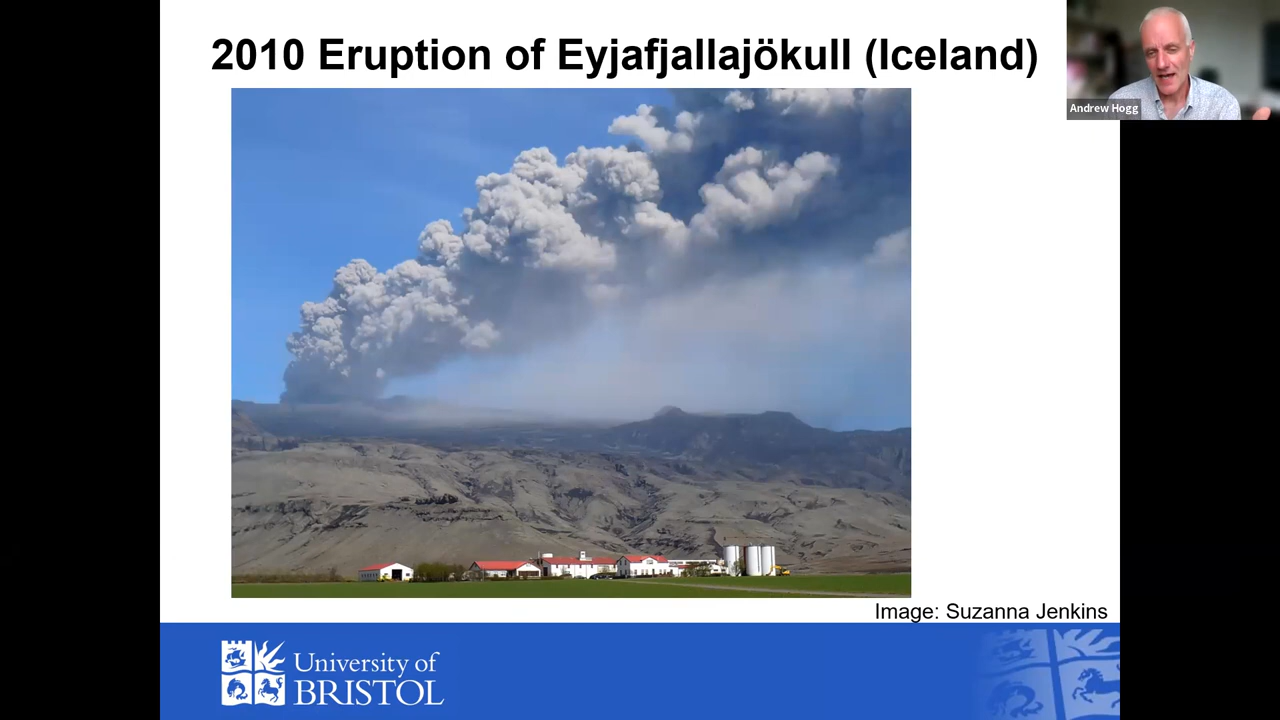 2010 Eruption of Eyjafjallajökull (Iceland)
Andrew Hogg
Image: Suzanna Jenkins
University of
BRISTOL